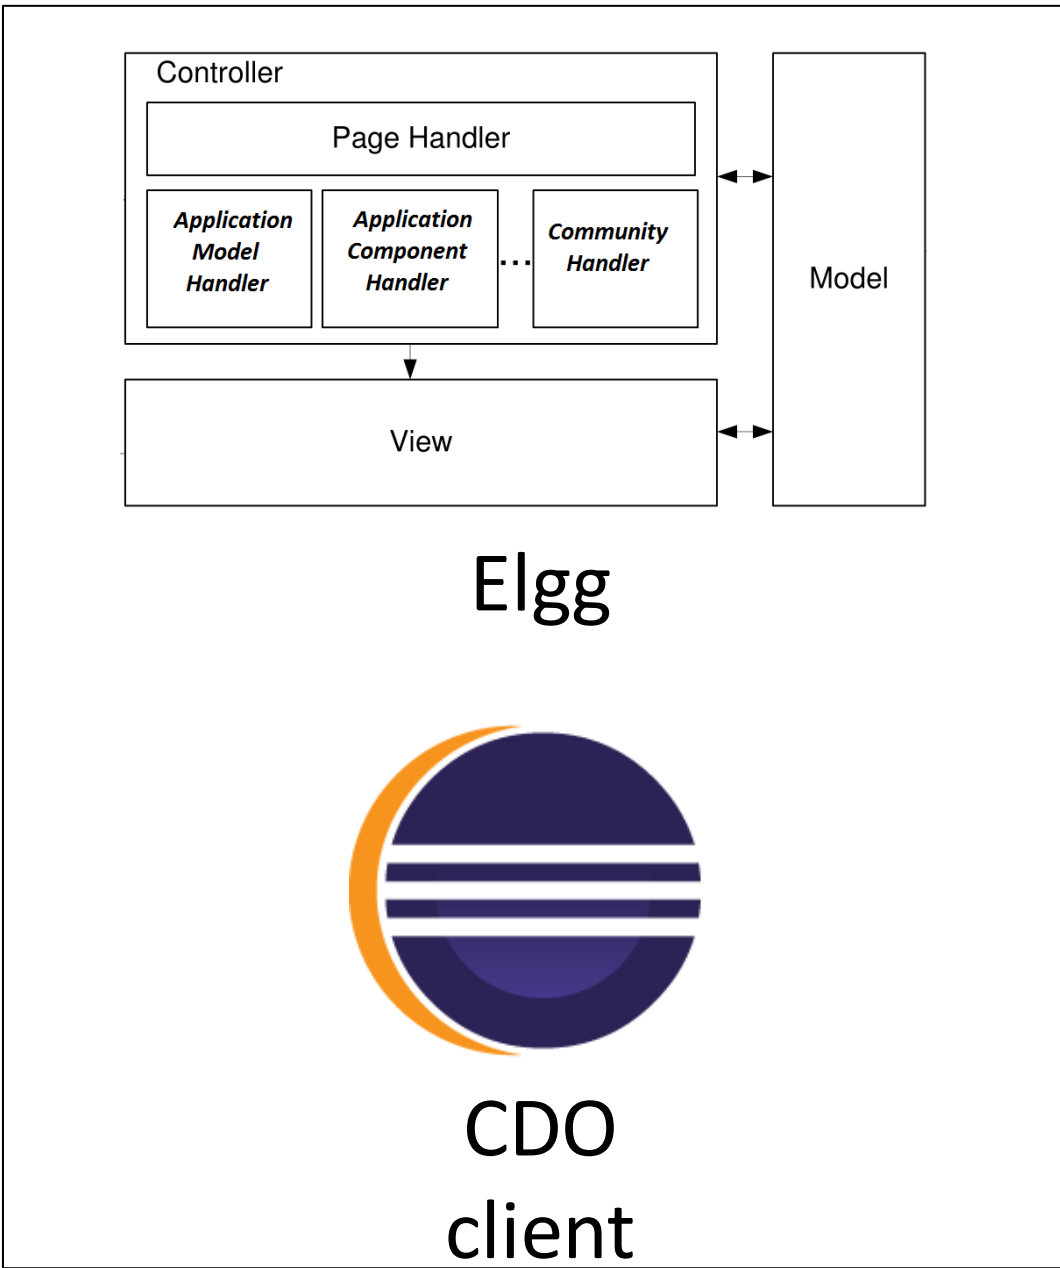 Controller
Page Handler
Application
Model
Handler
Application
Component
Handler
...
Community
Handler
Model
View
Elgg
CDO
client